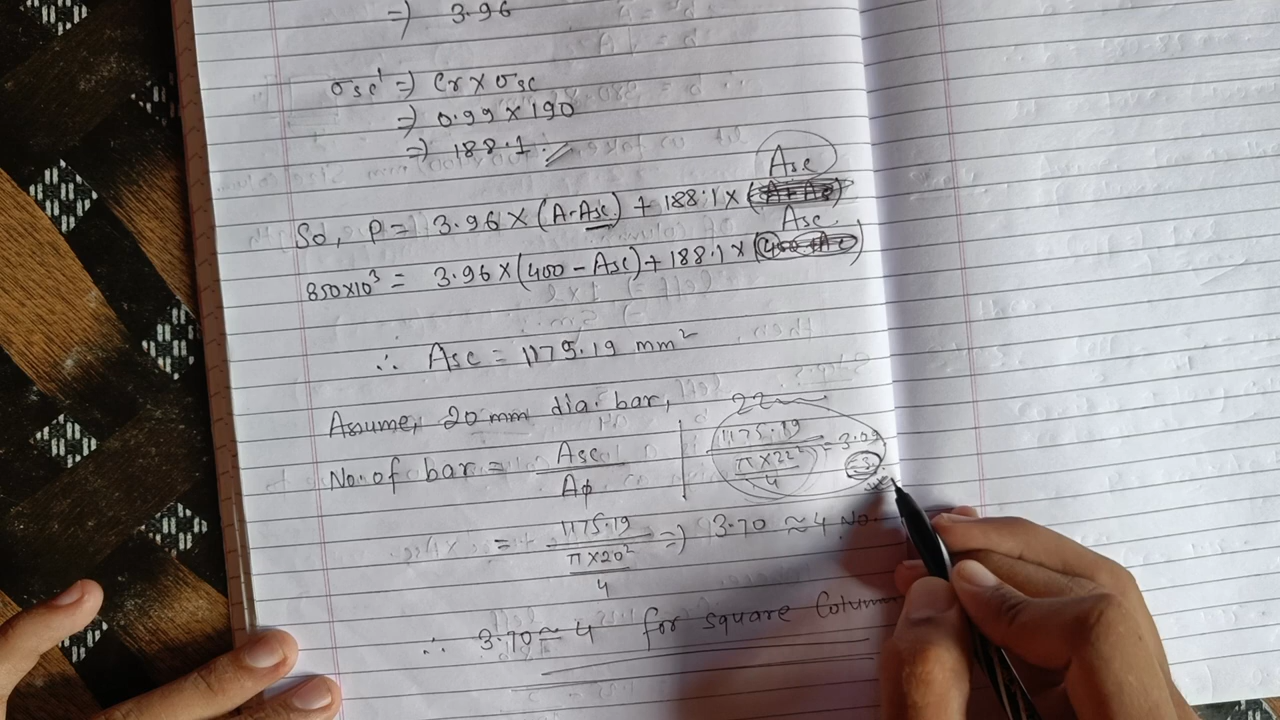 =) 3.96
σsc' =) Cr × σsc
=) 0.99 × 190
=) 188.1
Asc
So, P = 3.96 × (A-Asc) + 188.1 ×
Asc
850×10³ = 3.96 × (400 - Asc) + 188.1 ×
∴ Asc = 1175.19 mm²
Assume, 20 mm dia. bar,
22
No. of bar = Asc / Aϕ
1175.19 / (π × 22² / 4) = 3.09
= 1175.19 / (π × 20² / 4) =) 3.70 ≈ 4 No.
∴ 3.70 ≈ 4 for square Column